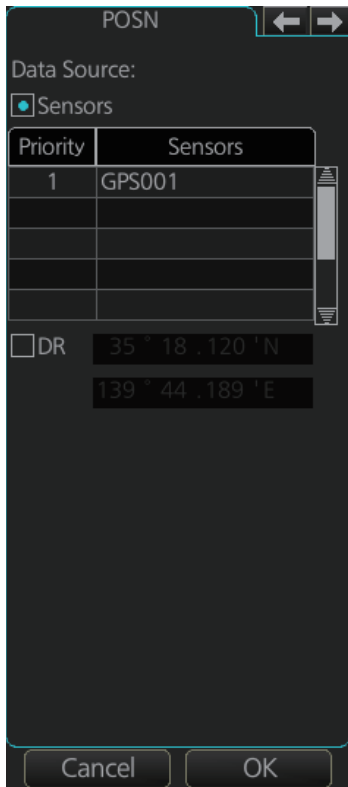 POSN
Data Source:
Sensors
Priority Sensors
1 GPS001
DR 35 ° 18 .120 'N
139 ° 44 .189 'E
Cancel OK